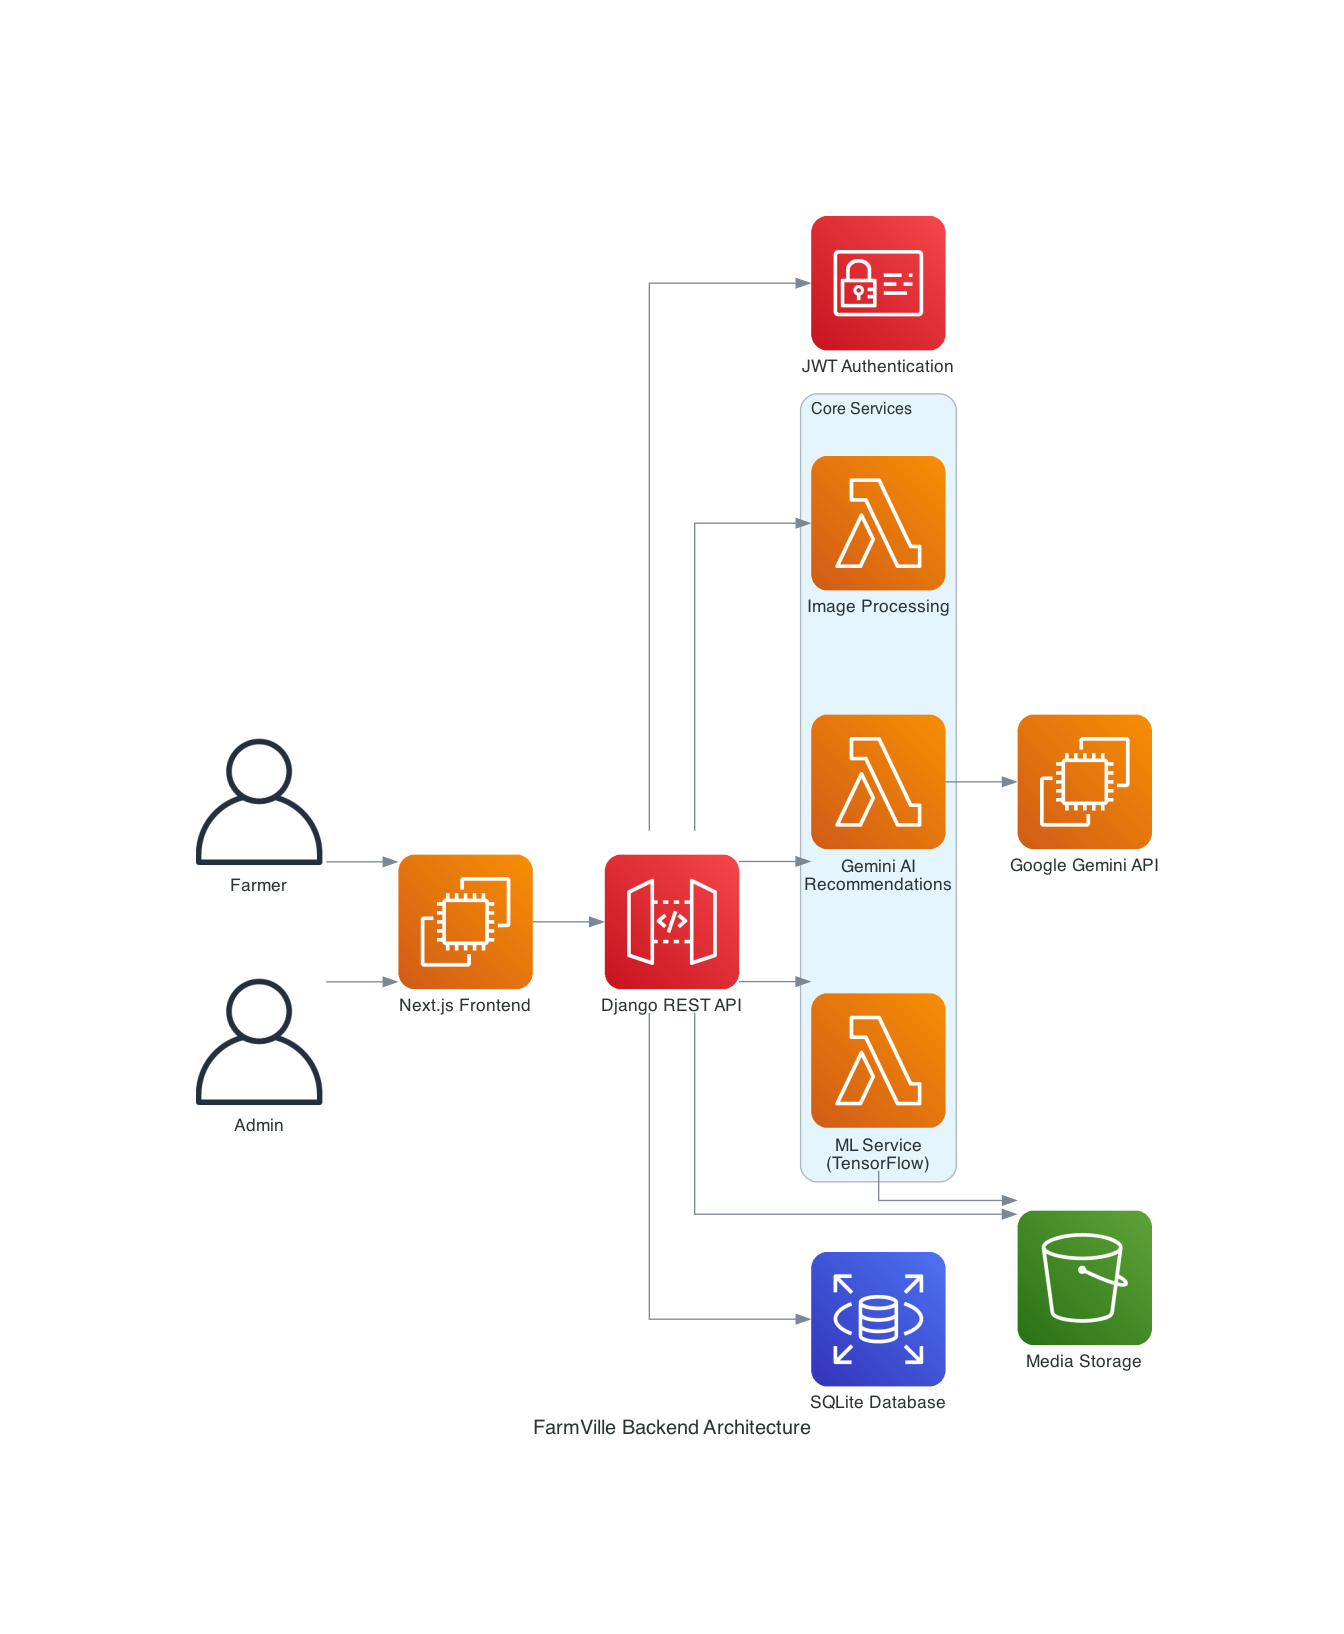 JWT Authentication
Core Services
Image Processing
Gemini AI
Recommendations
Google Gemini API
Farmer
Next.js Frontend
Django REST API
Admin
ML Service
(TensorFlow)
Media Storage
SQLite Database
FarmVille Backend Architecture